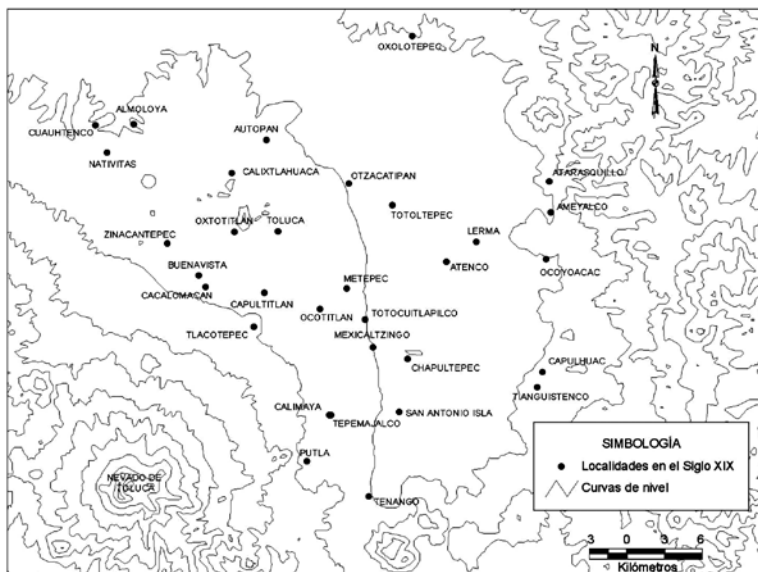 OXOLOTEPEC
N
ALMOLOYA
CUAUHTENCO
AUTOPAN
NATIVITAS
CALIXTLAHUACA
OTZACATIPAN
ATARASQUILLO
TOTOLTEPEC
AMEYALCO
OXTOTITLAN
TOLUCA
LERMA
ZINACANTEPEC
ATENCO
OCOYOACAC
BUENAVISTA
METEPEC
CACALOMACAN
CAPULTITLAN
OCOTITLAN
TOTOCUITLAPILCO
TLACOTEPEC
MEXICALTZINGO
CHAPULTEPEC
CAPULHUAC
TIANGUISTENCO
CALIMAYA
SAN ANTONIO ISLA
TEPEMAJALCO
PUTLA
NEVADO DE
TOLUCA
TENANGO
SIMBOLOGÍA
Localidades en el Siglo XIX
Curvas de nivel
3 0 3 6
Kilómetros